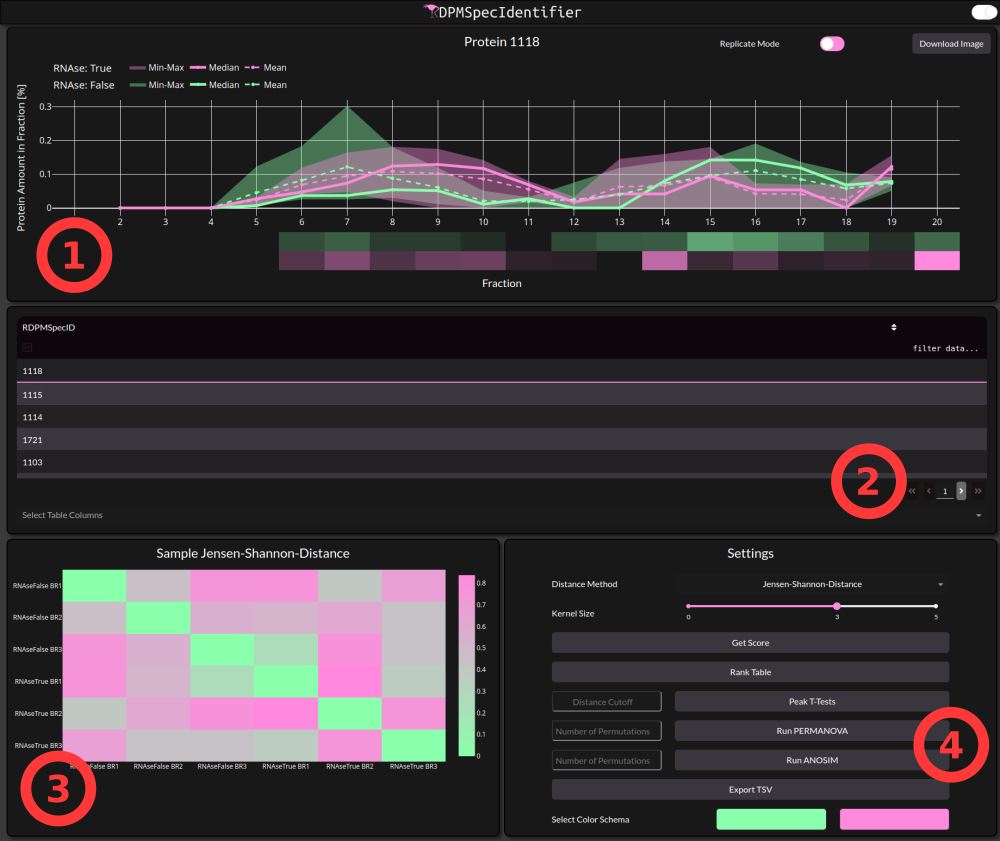 RDPMSpecIdentifier
Protein 1118
Replicate Mode
Download Image
RNAse: True Min-Max Median Mean
RNAse: False Min-Max Median Mean
Protein Amount in Fraction [%]
0.3
0.2
0.1
0
2 3 4 5 6 7 8 9 10 11 12 13 14 15 16 17 18 19 20
1
Fraction
RDPMSpecID
filter data...
1118
1115
1114
1721
1103
2
<< < 1 > >>
Select Table Columns
Sample Jensen-Shannon-Distance
RNAseFalse BR1
RNAseFalse BR2
RNAseFalse BR3
RNAseTrue BR1
RNAseTrue BR2
RNAseTrue BR3
0.8
0.7
0.6
0.5
0.4
0.3
0.2
0.1
0
RNAseFalse BR1 RNAseFalse BR2 RNAseFalse BR3 RNAseTrue BR1 RNAseTrue BR2 RNAseTrue BR3
3
Settings
Distance Method Jensen-Shannon-Distance
Kernel Size
0 3 5
Get Score
Rank Table
Distance Cutoff Peak T-Tests
Number of Permutations Run PERMANOVA
4
Number of Permutations Run ANOSIM
Export TSV
Select Color Schema